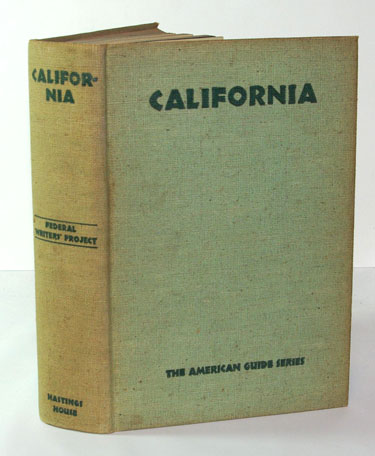 CALIFOR-
NIA
FEDERAL
WRITERS' PROJECT
HASTINGS
HOUSE
CALIFORNIA
THE AMERICAN GUIDE SERIES